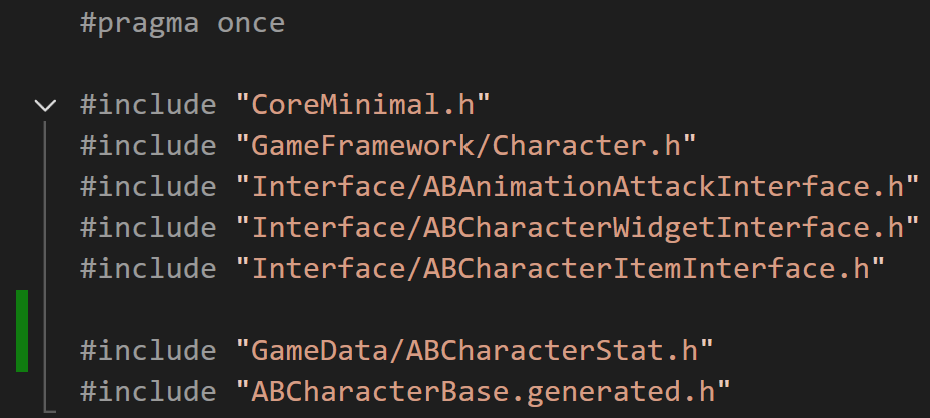 #pragma once
#include "CoreMinimal.h"
#include "GameFramework/Character.h"
#include "Interface/ABAnimationAttackInterface.h"
#include "Interface/ABCharacterWidgetInterface.h"
#include "Interface/ABCharacterItemInterface.h"
#include "GameData/ABCharacterStat.h"
#include "ABCharacterBase.generated.h"